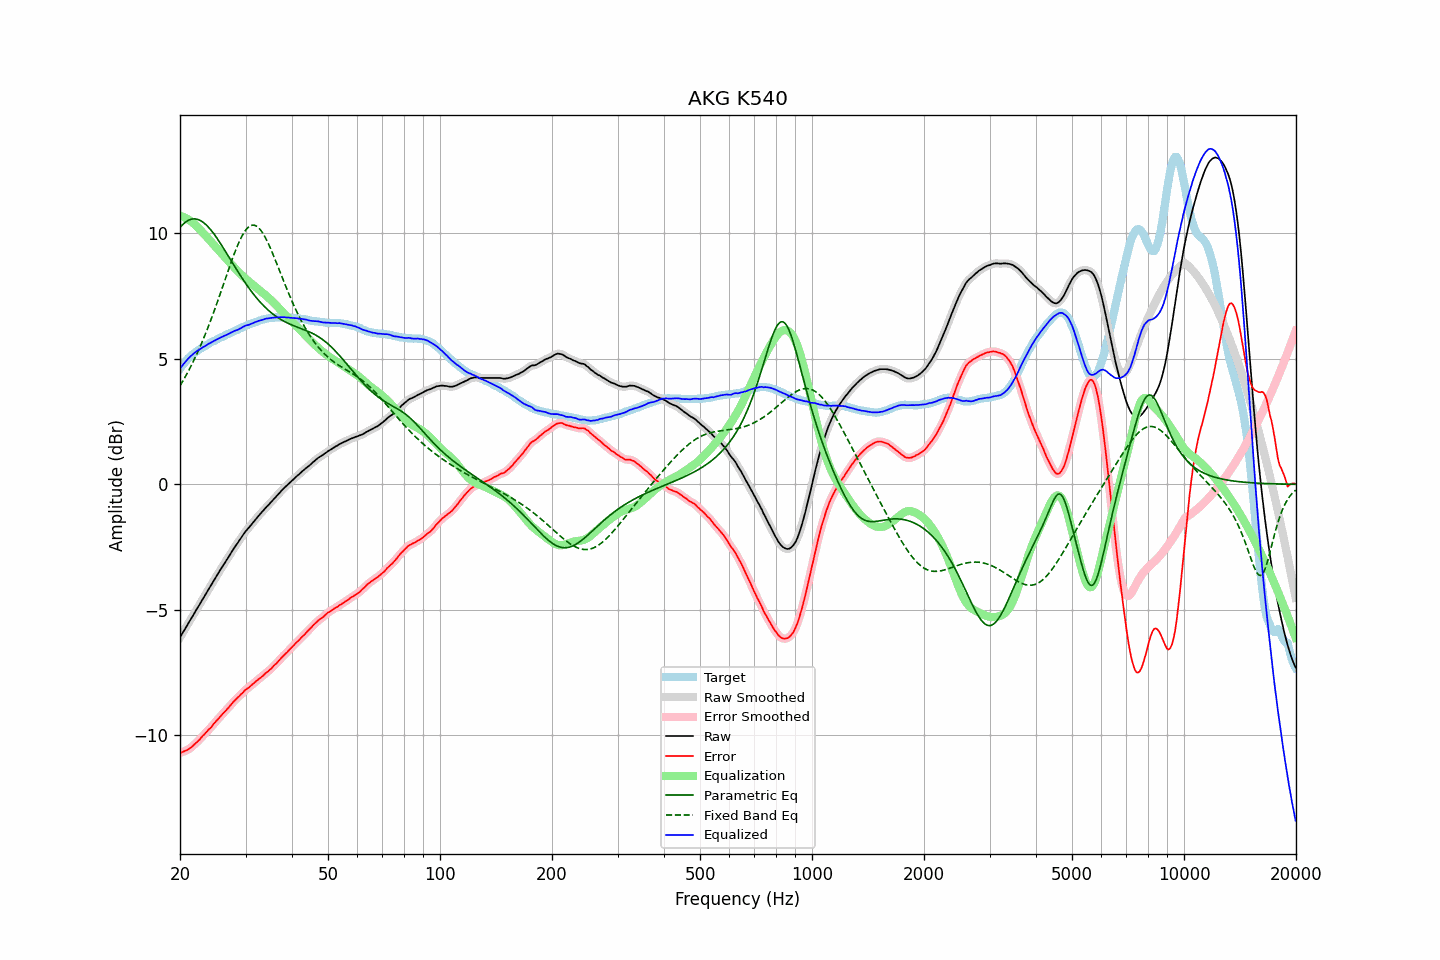 AKG K540
Amplitude (dBr)
10
5
0
−5
−10
Target
Raw Smoothed
Error Smoothed
Raw
Error
Equalization
Parametric Eq
Fixed Band Eq
Equalized
20 50 100 200 500 1000 2000 5000 10000 20000
Frequency (Hz)